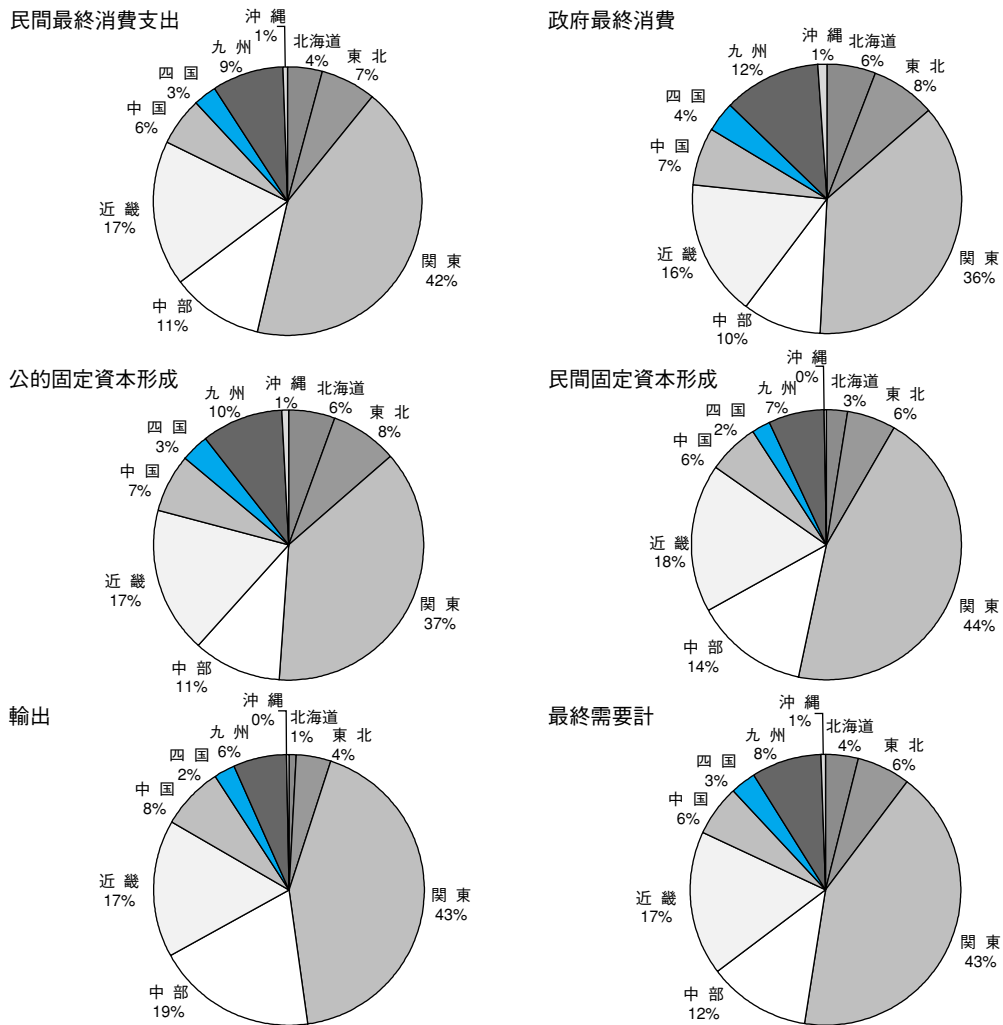 民間最終消費支出
沖 縄
1%
北海道
4%
東 北
7%
関 東
42%
中 部
11%
近 畿
17%
中 国
6%
四 国
3%
九 州
9%
政府最終消費
沖 縄
1%
北海道
6%
東 北
8%
関 東
36%
中 部
10%
近 畿
16%
中 国
7%
四 国
4%
九 州
12%
公的固定資本形成
沖 縄
1%
北海道
6%
東 北
8%
関 東
37%
中 部
11%
近 畿
17%
中 国
7%
四 国
3%
九 州
10%
民間固定資本形成
沖 縄
0%
北海道
3%
東 北
6%
関 東
44%
中 部
14%
近 畿
18%
中 国
6%
四 国
2%
九 州
7%
輸出
沖 縄
0%
北海道
1%
東 北
4%
関 東
43%
中 部
19%
近 畿
17%
中 国
8%
四 国
2%
九 州
6%
最終需要計
沖 縄
1%
北海道
4%
東 北
6%
関 東
43%
中 部
12%
近 畿
17%
中 国
6%
四 国
3%
九 州
8%